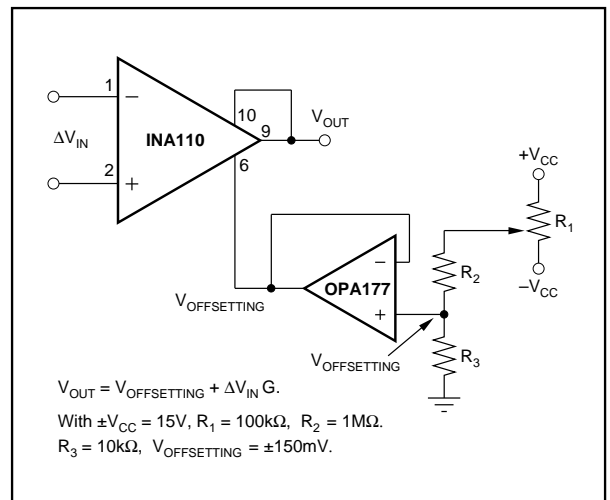 1
−
10
V_OUT
ΔV_IN
INA110
9
6
2
+
+V_CC
R_1
−
R_2
OPA177
−V_CC
V_OFFSETTING
+
V_OFFSETTING
R_3
V_OUT = V_OFFSETTING + ΔV_IN G.
With ±V_CC = 15V, R_1 = 100kΩ, R_2 = 1MΩ.
R_3 = 10kΩ, V_OFFSETTING = ±150mV.